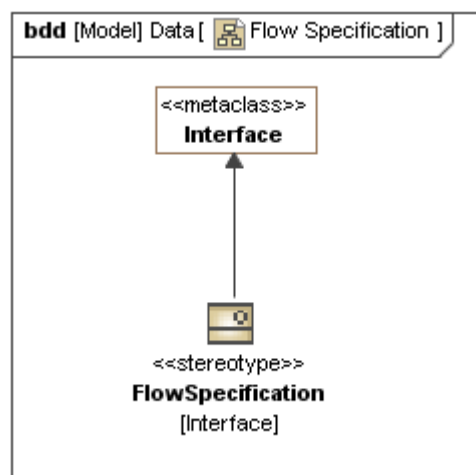 bdd [Model] Data [ Flow Specification ]
<<metaclass>>
Interface
<<stereotype>>
FlowSpecification
[Interface]